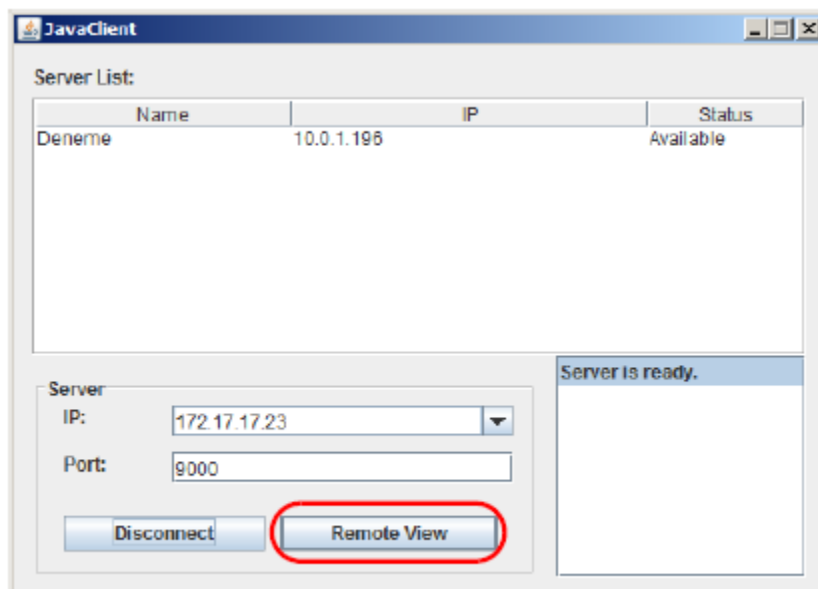 JavaClient
Server List:
Name IP Status
Deneme 10.0.1.196 Available
Server is ready.
Server
IP: 172.17.17.23
Port: 9000
Disconnect Remote View